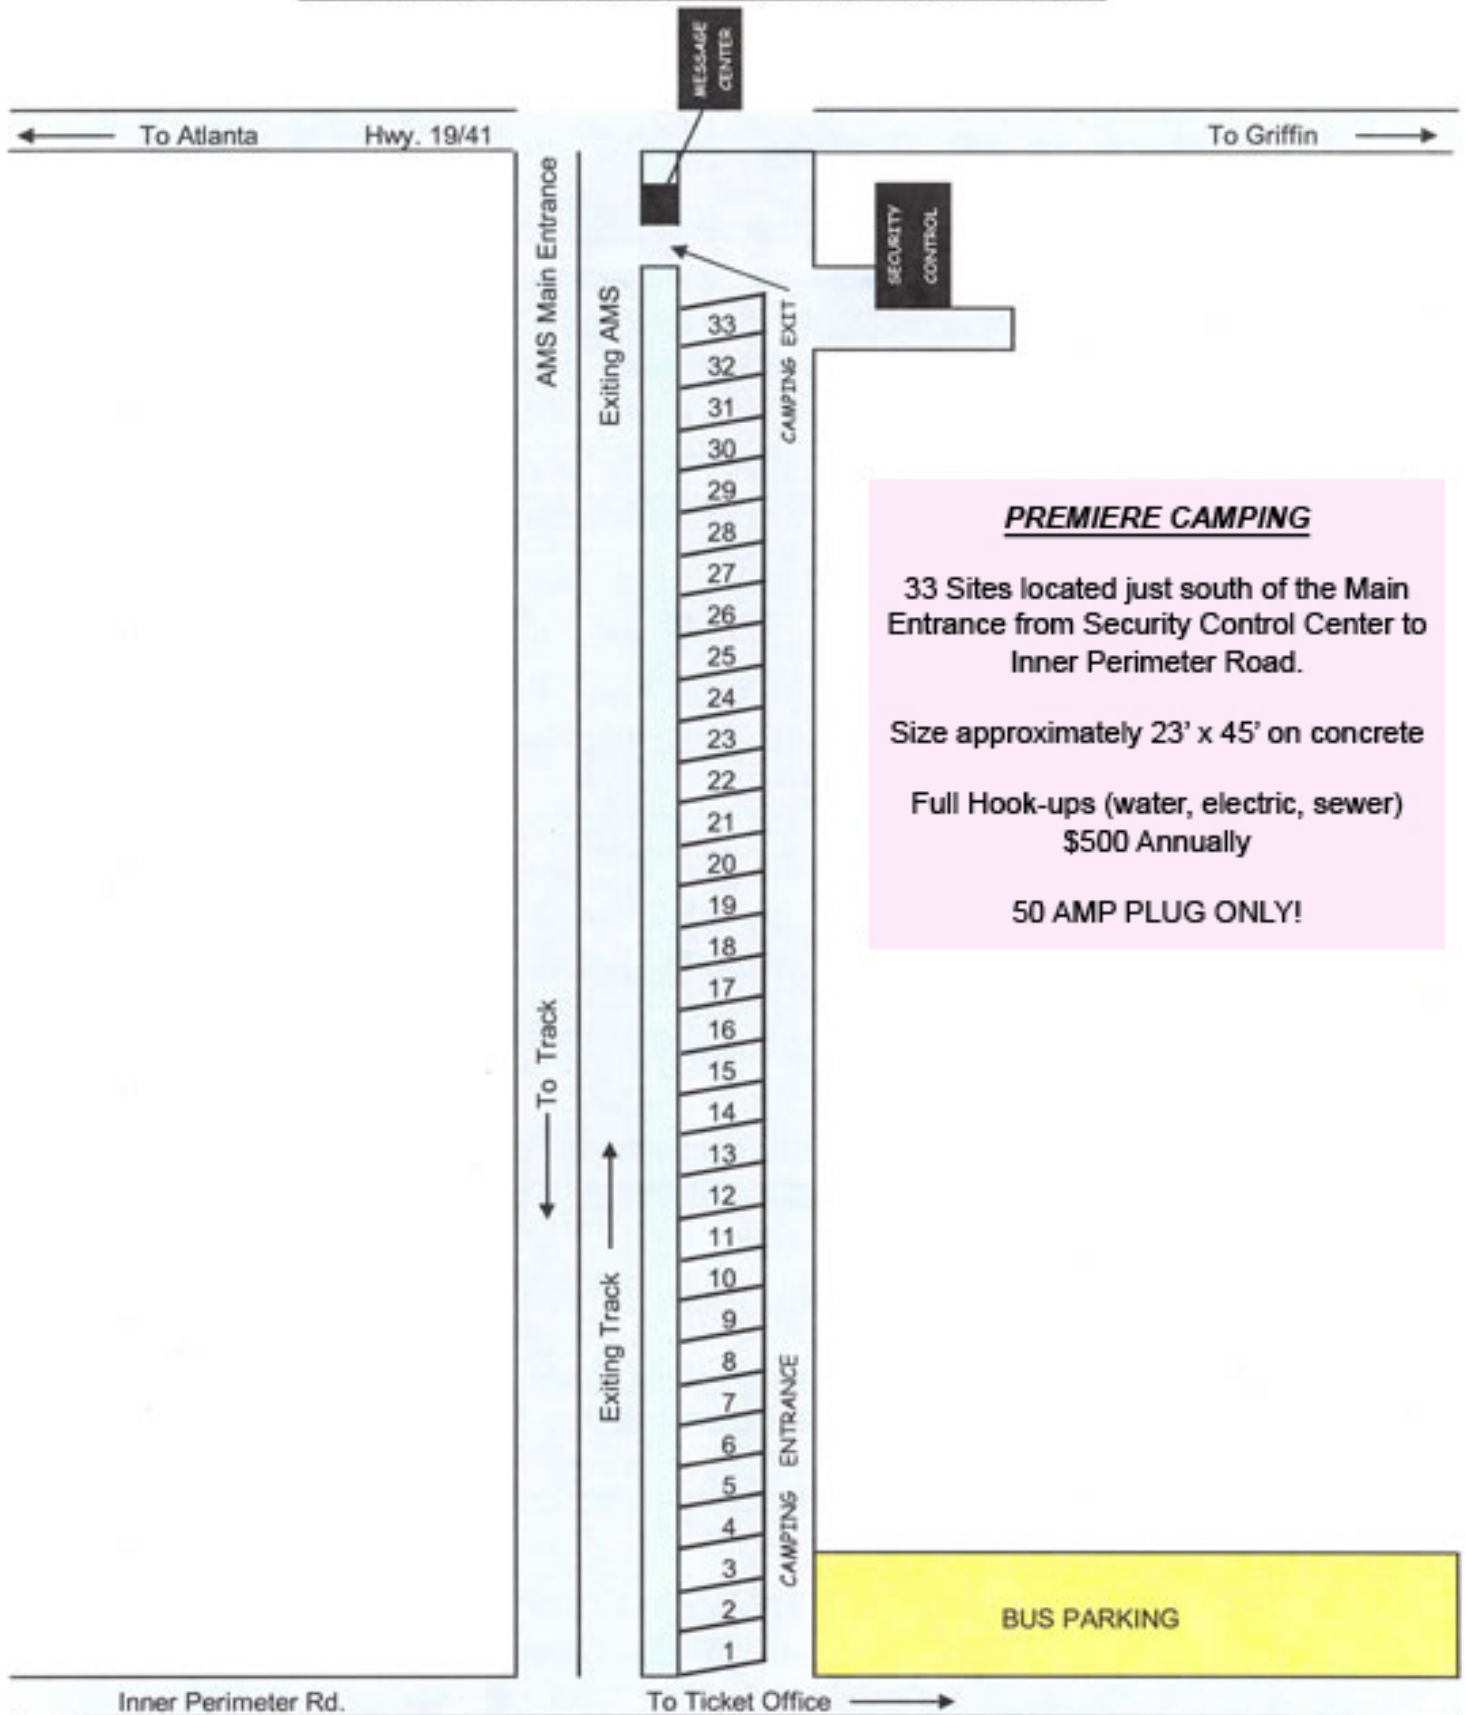 MESSAGE
CENTER
To Atlanta
Hwy. 19/41
To Griffin
AMS Main Entrance
Exiting AMS
SECURITY
CONTROL
CAMPING EXIT
33
32
31
30
29
28
27
26
25
24
23
22
21
20
19
18
17
16
15
14
13
12
11
10
9
8
7
6
5
4
3
2
1
PREMIERE CAMPING
33 Sites located just south of the Main
Entrance from Security Control Center to
Inner Perimeter Road.
Size approximately 23' x 45' on concrete
Full Hook-ups (water, electric, sewer)
$500 Annually
50 AMP PLUG ONLY!
To Track
Exiting Track
CAMPING ENTRANCE
BUS PARKING
Inner Perimeter Rd.
To Ticket Office